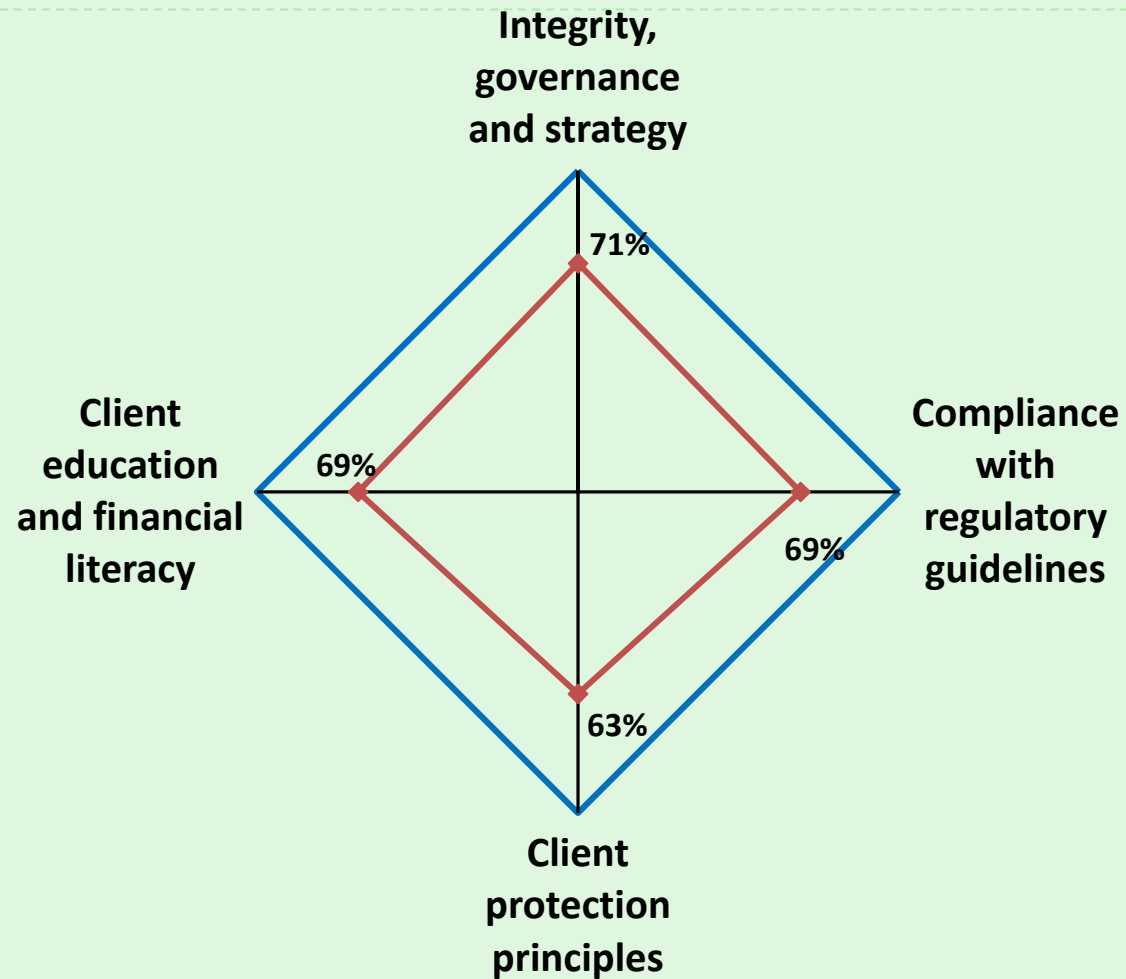 Integrity,
governance
and strategy
71%
Client
education
and financial
literacy
69%
Compliance
with
regulatory
guidelines
69%
63%
Client
protection
principles